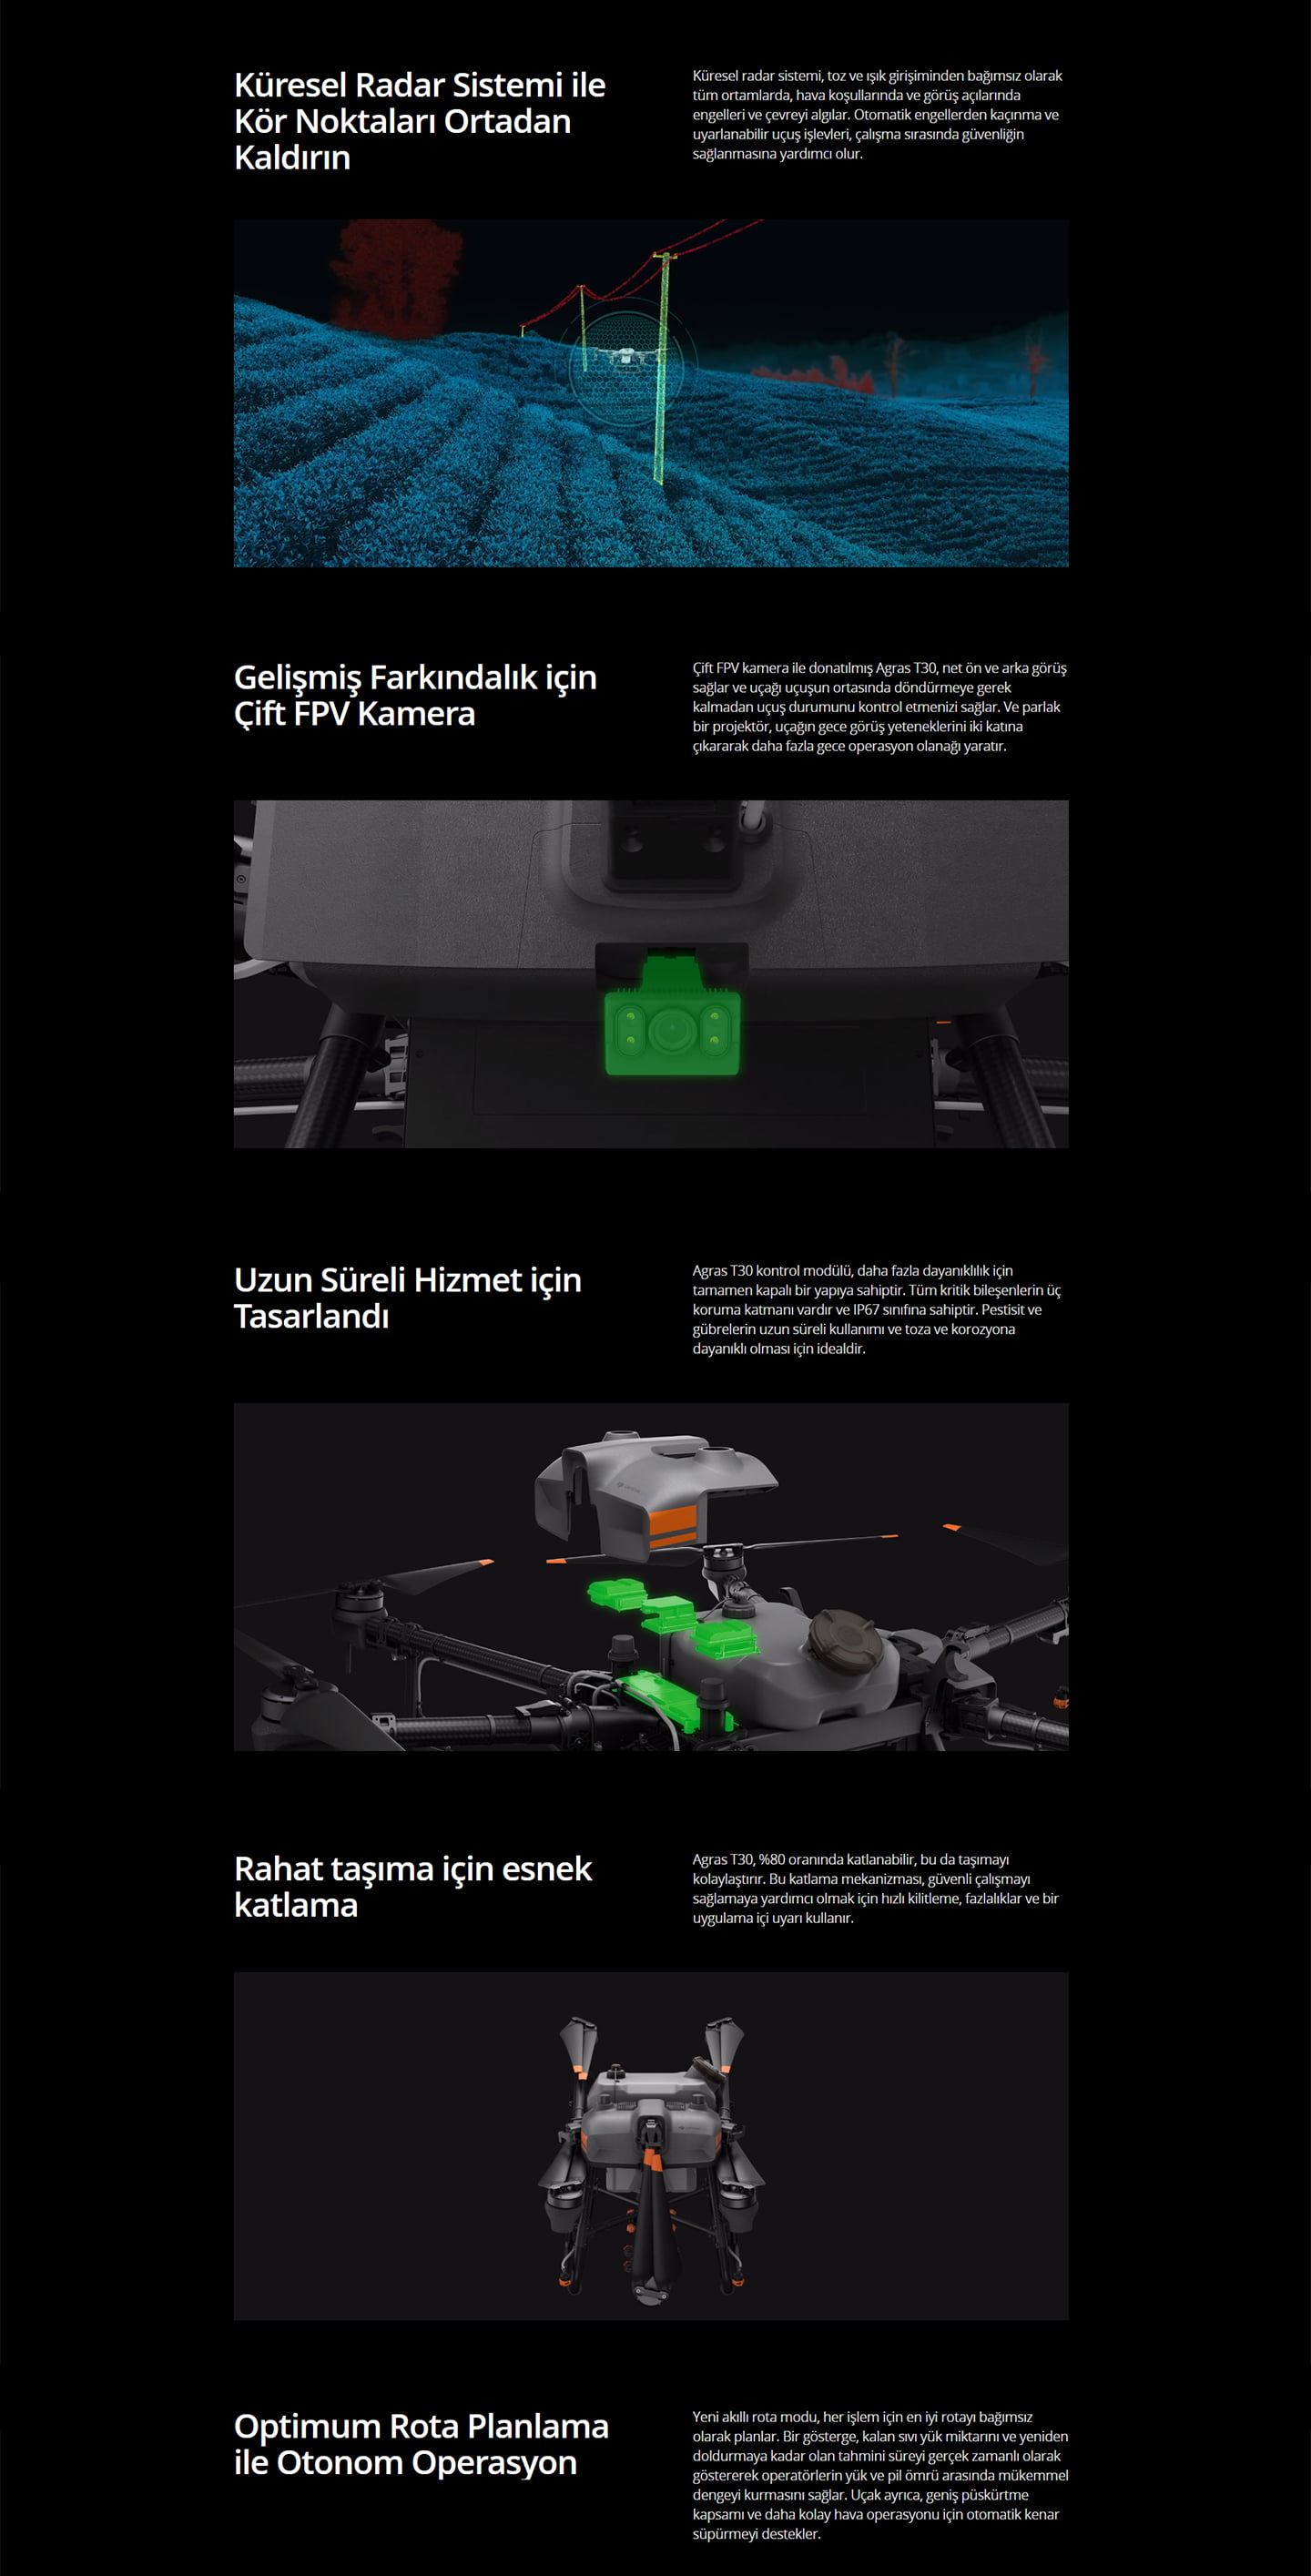 Küresel Radar Sistemi ile
Kör Noktaları Ortadan
Kaldırın
Küresel radar sistemi, toz ve ışık girişiminden bağımsız olarak
tüm ortamlarda, hava koşullarında ve görüş açılarında
engelleri ve çevreyi algılar. Otomatik engellerden kaçınma ve
uyarlanabilir uçuş işlevleri, çalışma sırasında güvenliğin
sağlanmasına yardımcı olur.
Gelişmiş Farkındalık için
Çift FPV Kamera
Çift FPV kamera ile donatılmış Agras T30, net ön ve arka görüş
sağlar ve uçağı uçuşun ortasında döndürmeye gerek
kalmadan uçuş durumunu kontrol etmenizi sağlar. Ve parlak
bir projektör, uçağın gece görüş yeteneklerini iki katına
çıkararak daha fazla gece operasyon olanağı yaratır.
Uzun Süreli Hizmet için
Tasarlandı
Agras T30 kontrol modülü, daha fazla dayanıklılık için
tamamen kapalı bir yapıya sahiptir. Tüm kritik bileşenlerin üç
koruma katmanı vardır ve IP67 sınıfına sahiptir. Pestisit ve
gübrelerin uzun süreli kullanımı ve toza ve korozyona
dayanıklı olması için idealdir.
Rahat taşıma için esnek
katlama
Agras T30, %80 oranında katlanabilir, bu da taşımayı
kolaylaştırır. Bu katlama mekanizması, güvenli çalışmayı
sağlamaya yardımcı olmak için hızlı kilitleme, fazlalıklar ve bir
uygulama içi uyarı kullanır.
Optimum Rota Planlama
ile Otonom Operasyon
Yeni akıllı rota modu, her işlem için en iyi rotayı bağımsız
olarak planlar. Bir gösterge, kalan sıvı yük miktarını ve yeniden
doldurmaya kadar olan tahmini süreyi gerçek zamanlı olarak
göstererek operatörlerin yük ve pil ömrü arasında mükemmel
dengeyi kurmasını sağlar. Uçak ayrıca, geniş püskürtme
kapsamı ve daha kolay hava operasyonu için otomatik kenar
süpürmeyi destekler.